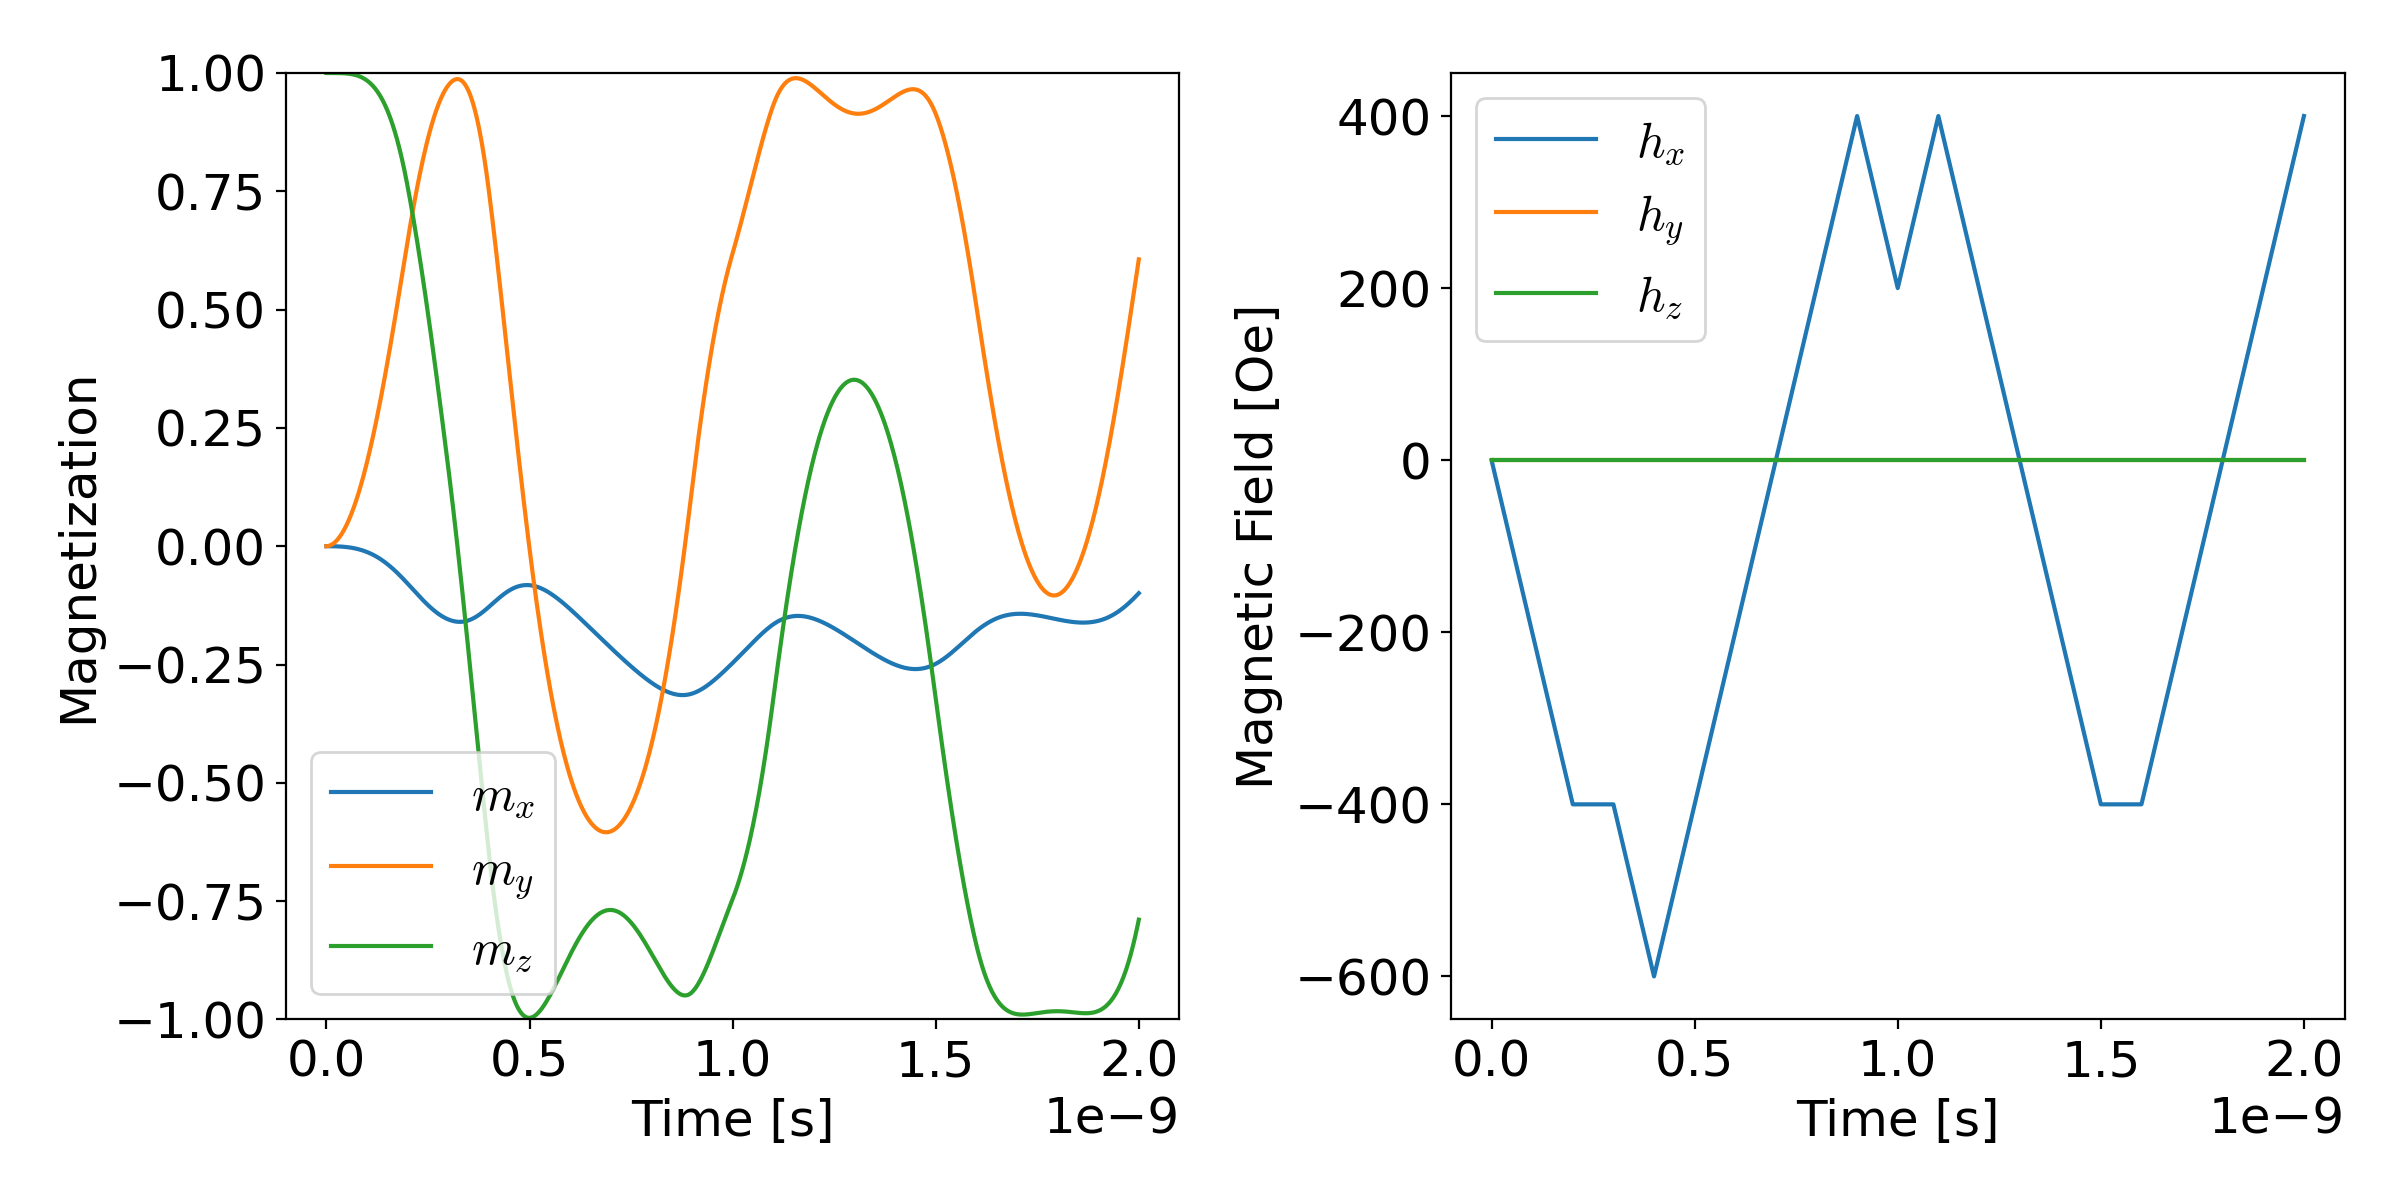 1.00
0.75
0.50
0.25
0.00
−0.25
−0.50
−0.75
−1.00
Magnetization
m_x
m_y
m_z
0.0 0.5 1.0 1.5 2.0
Time [s]
1e−9
400
200
0
−200
−400
−600
Magnetic Field [Oe]
h_x
h_y
h_z
0.0 0.5 1.0 1.5 2.0
Time [s]
1e−9